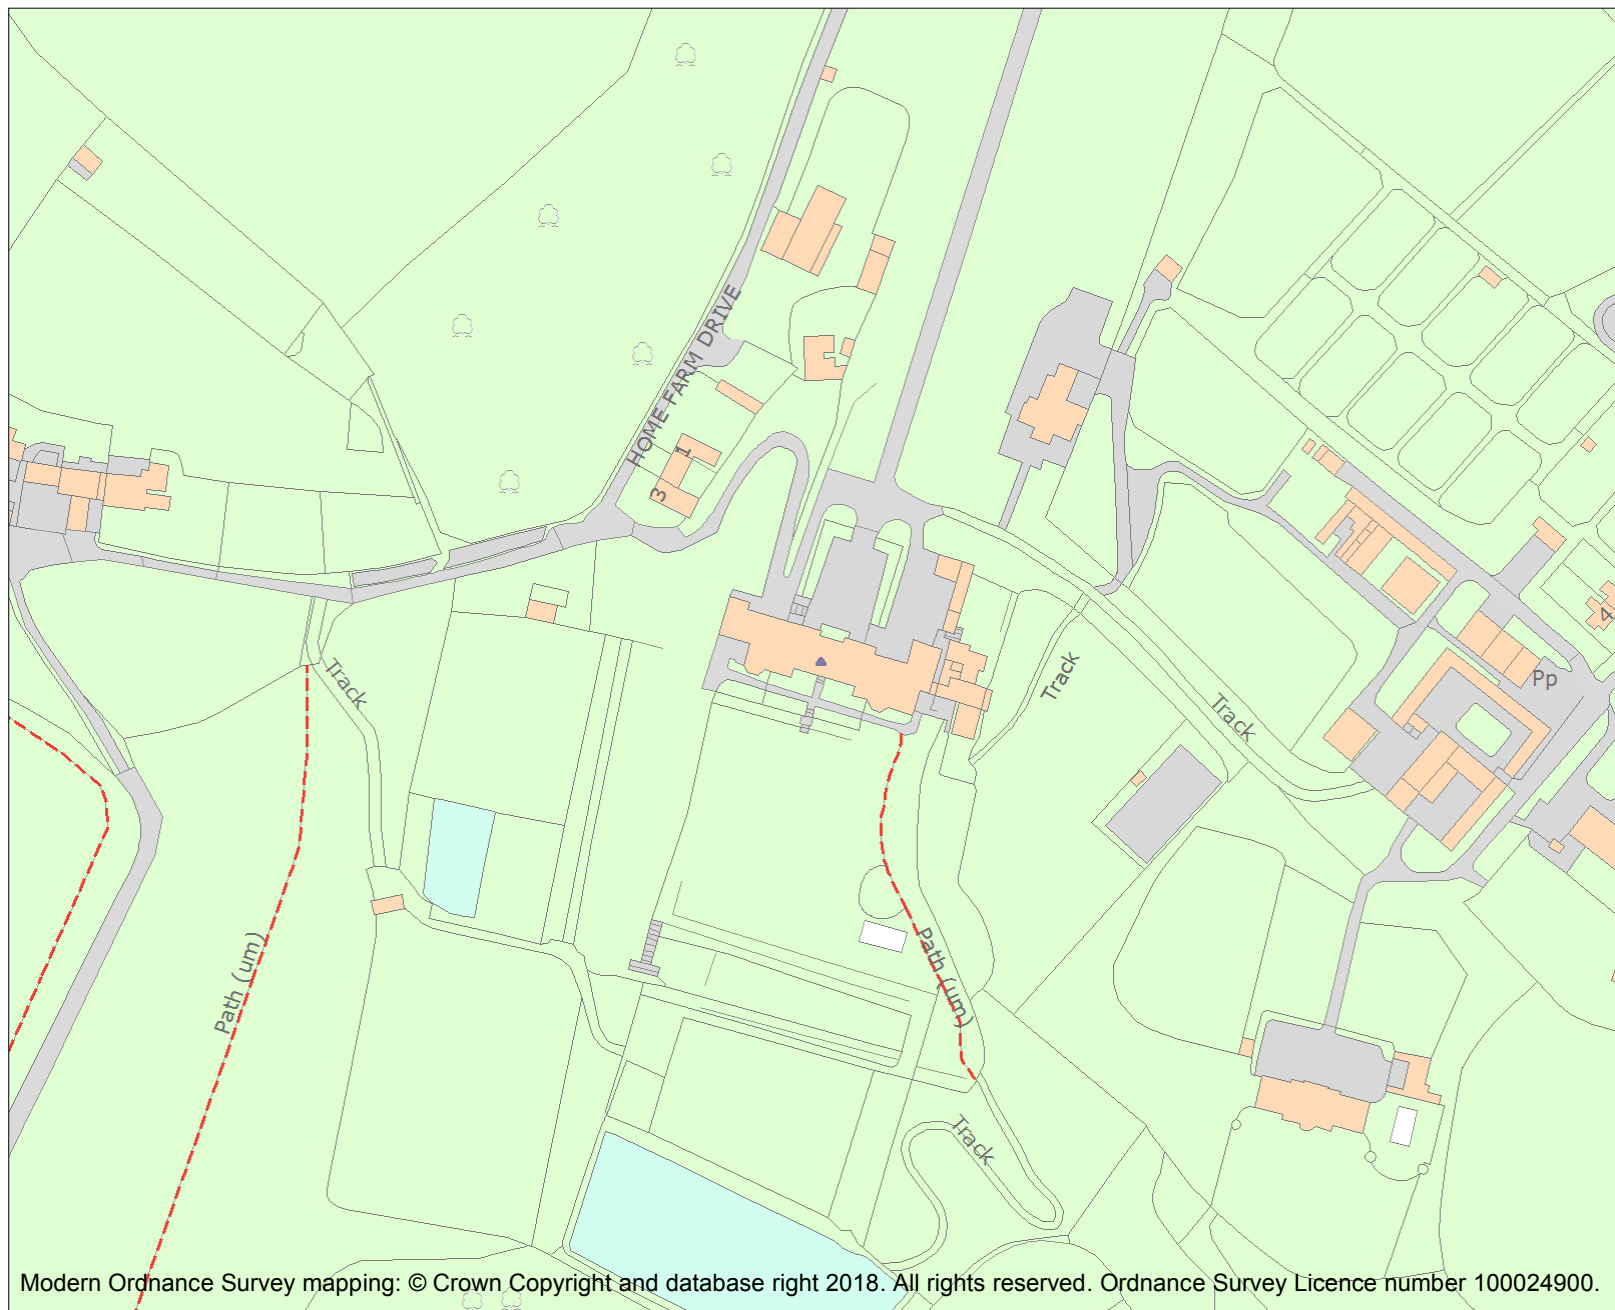 HOME FARM DRIVE
1
3
4
Track
Track
Track
Pp
Path (um)
Path (um)
Track
Modern Ordnance Survey mapping: © Crown Copyright and database right 2018. All rights reserved. Ordnance Survey Licence number 100024900.